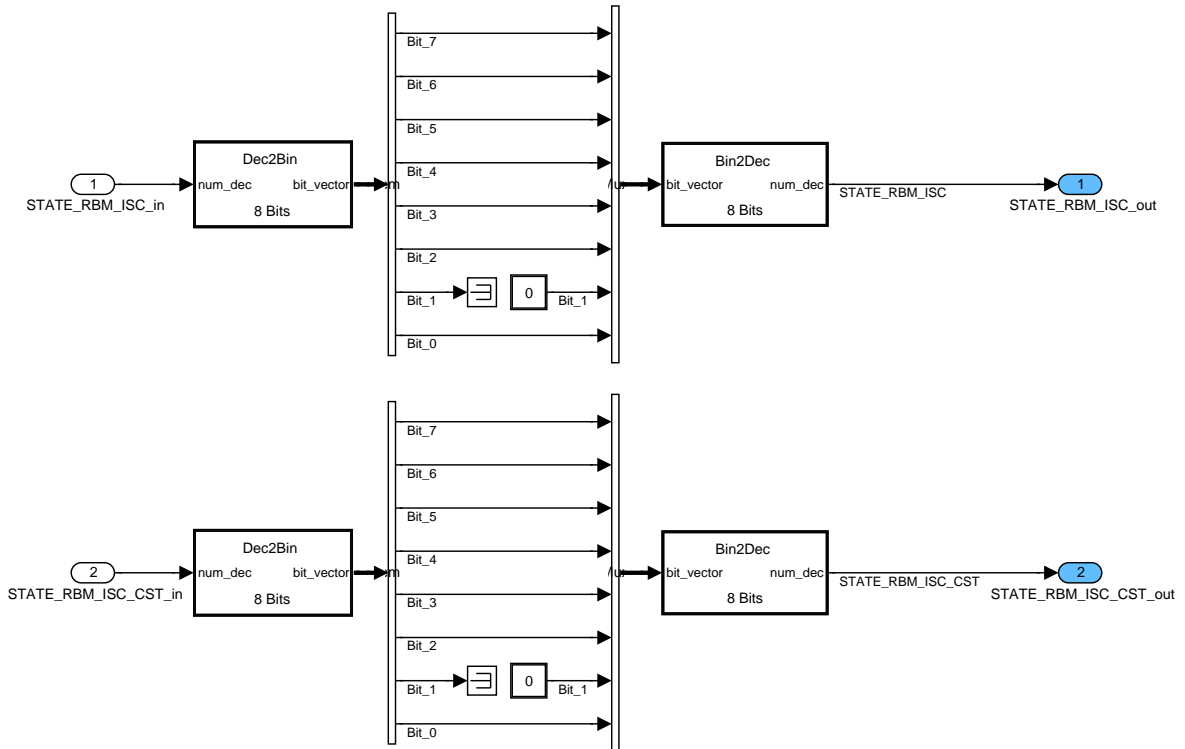 Bit_7
Bit_6
Bit_5
Dec2Bin
Bin2Dec
Bit_4
1
num_dec
bit_vector
bit_vector
num_dec
1
STATE_RBM_ISC
STATE_RBM_ISC_in
STATE_RBM_ISC_out
8 Bits
Bit_3
8 Bits
Bit_2
0
Bit_1
Bit_1
Bit_0
Bit_7
Bit_6
Bit_5
Dec2Bin
Bin2Dec
Bit_4
2
num_dec
bit_vector
bit_vector
num_dec
2
STATE_RBM_ISC_CST
STATE_RBM_ISC_CST_in
STATE_RBM_ISC_CST_out
8 Bits
Bit_3
8 Bits
Bit_2
0
Bit_1
Bit_1
Bit_0